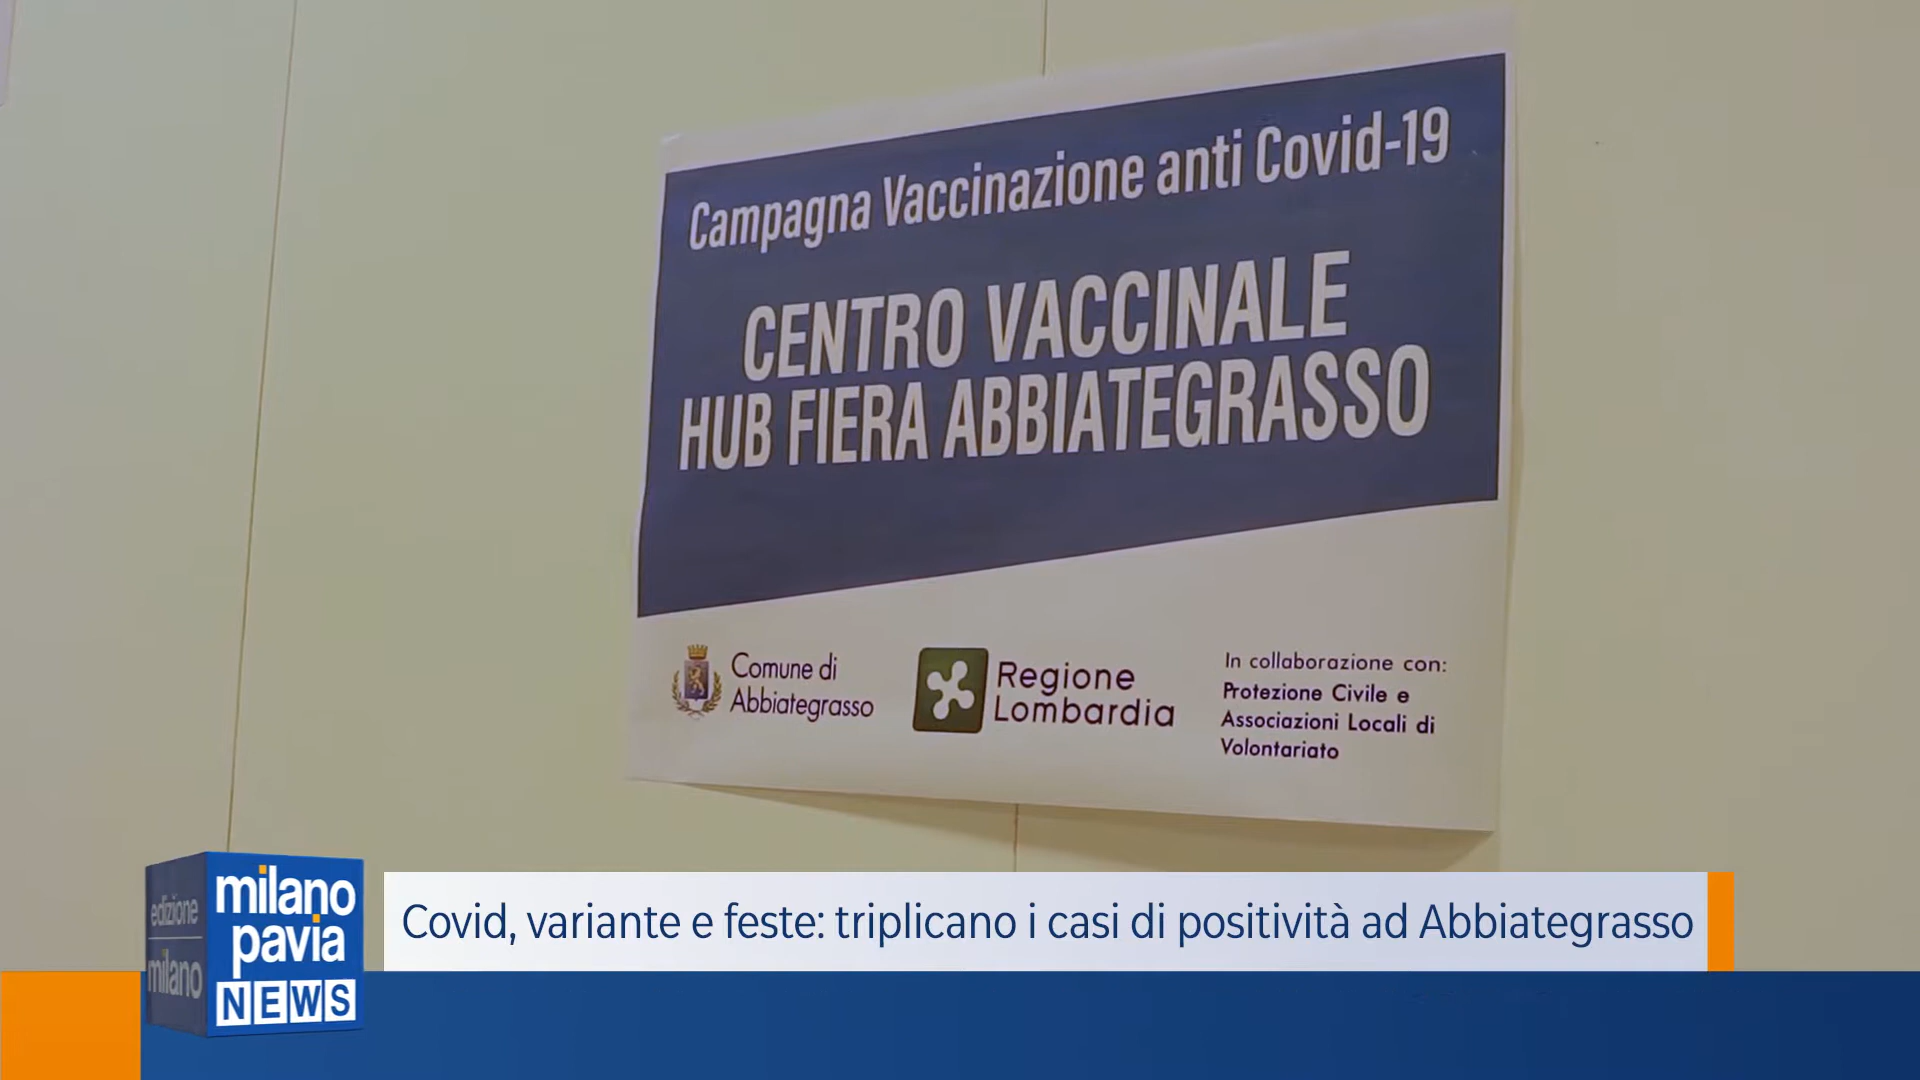 Campagna Vaccinazione anti Covid-19
CENTRO VACCINALE
HUB FIERA ABBIATEGRASSO
Comune di
Abbiategrasso
Regione
Lombardia
In collaborazione con:
Protezione Civile e
Associazioni Locali di
Volontariato
edizione
milano
milano
pavia
NEWS
Covid, variante e feste: triplicano i casi di positività ad Abbiategrasso